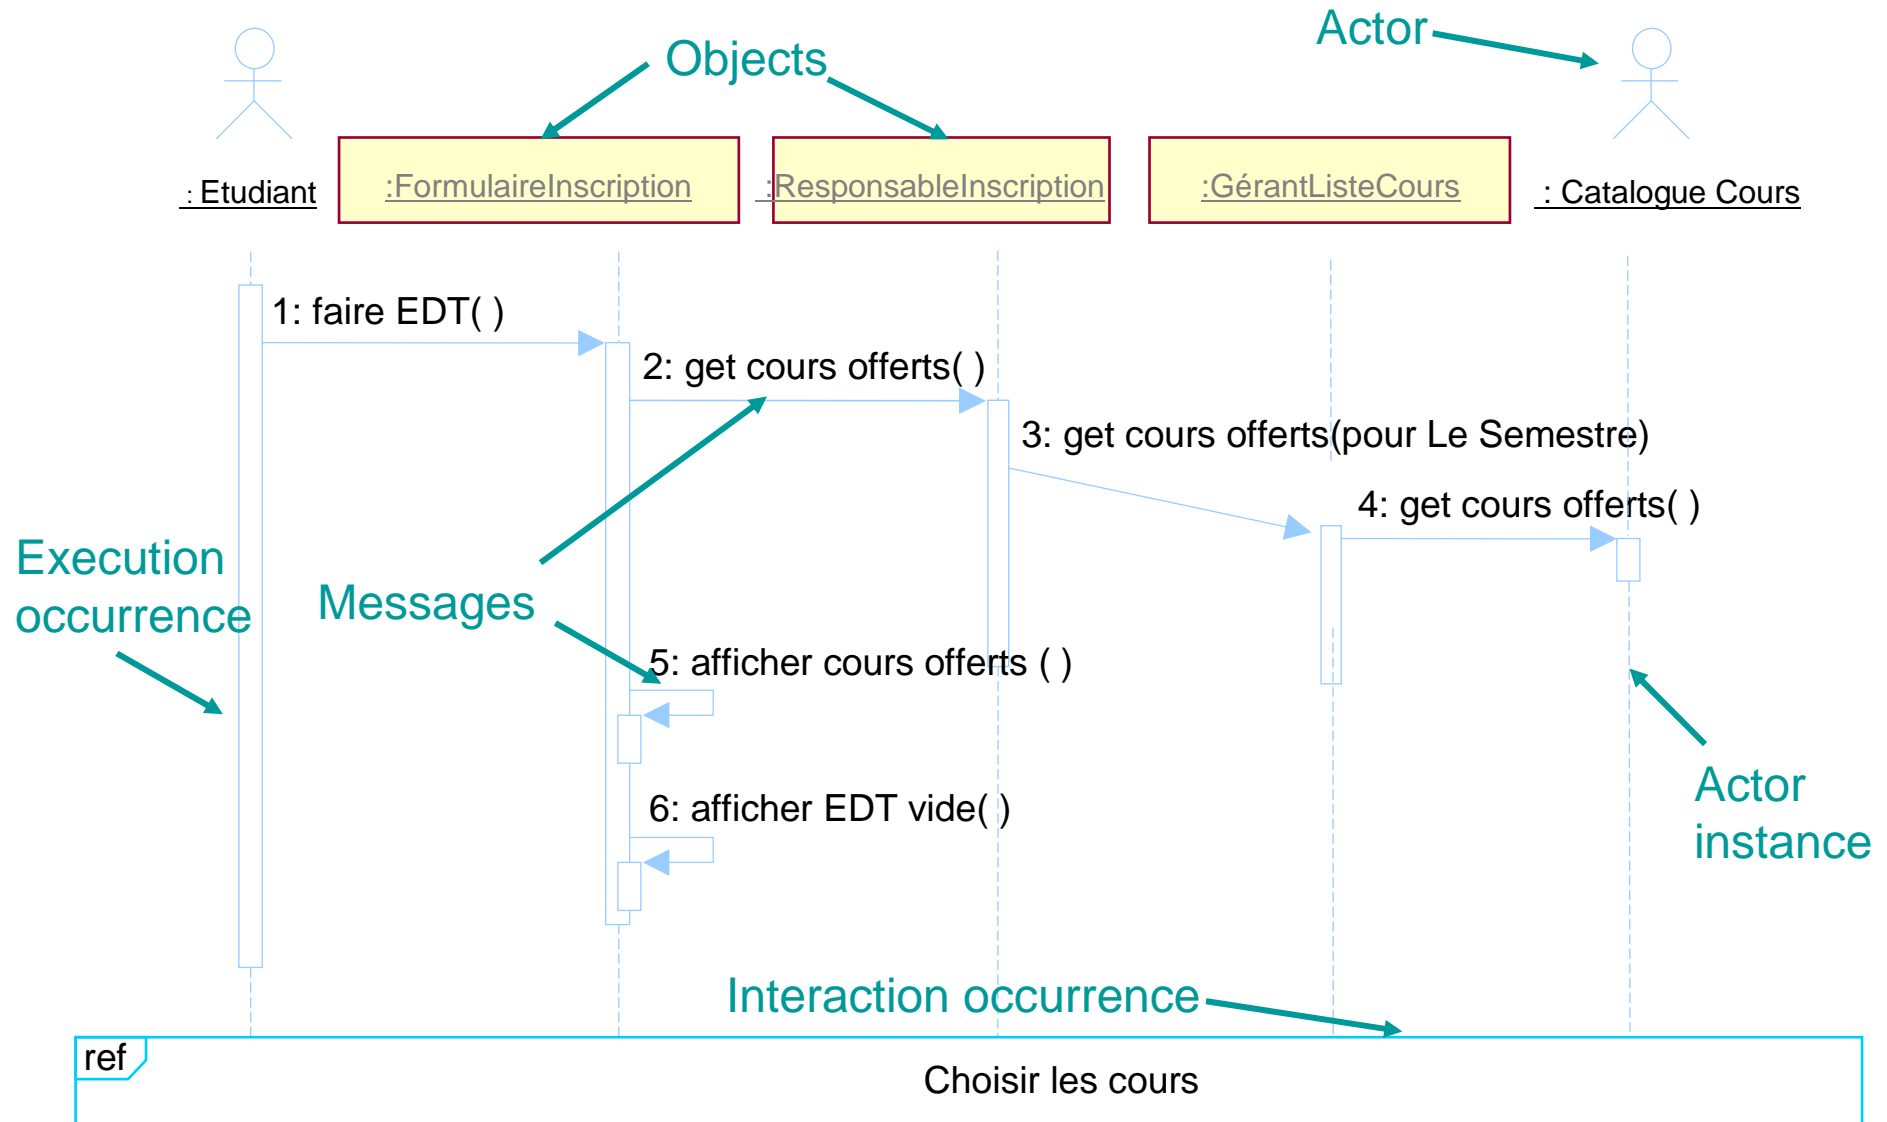 Actor
Objects
: Etudiant
:FormulaireInscription
:ResponsableInscription
:GérantListeCours
: Catalogue Cours
1: faire EDT( )
2: get cours offerts( )
3: get cours offerts(pour Le Semestre)
4: get cours offerts( )
Execution
occurrence
Messages
5: afficher cours offerts ( )
6: afficher EDT vide( )
Actor
instance
Interaction occurrence
ref
Choisir les cours